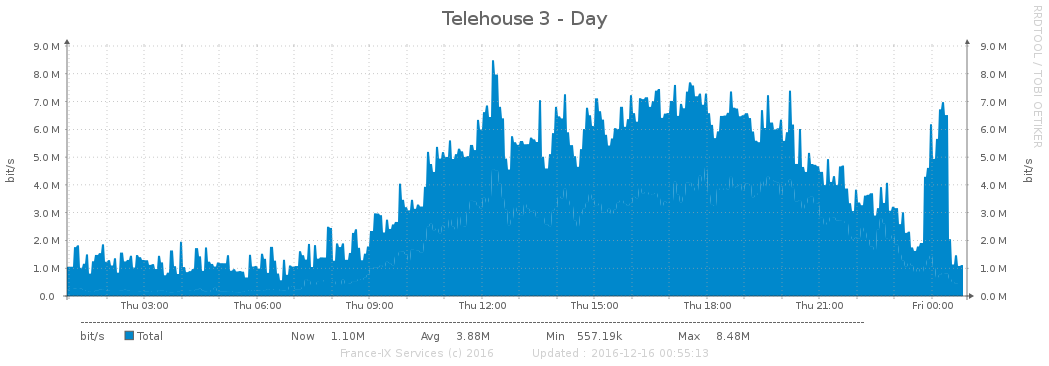 Telehouse 3 - Day
RRDTOOL / TOBI OETIKER
bit/s
bit/s
9.0 M 9.0 M
8.0 M 8.0 M
7.0 M 7.0 M
6.0 M 6.0 M
5.0 M 5.0 M
4.0 M 4.0 M
3.0 M 3.0 M
2.0 M 2.0 M
1.0 M 1.0 M
0.0 0.0 M
Thu 03:00 Thu 06:00 Thu 09:00 Thu 12:00 Thu 15:00 Thu 18:00 Thu 21:00 Fri 00:00
bit/s Total Now 1.10M Avg 3.88M Min 557.19k Max 8.48M
France-IX Services (c) 2016 Updated : 2016-12-16 00:55:13